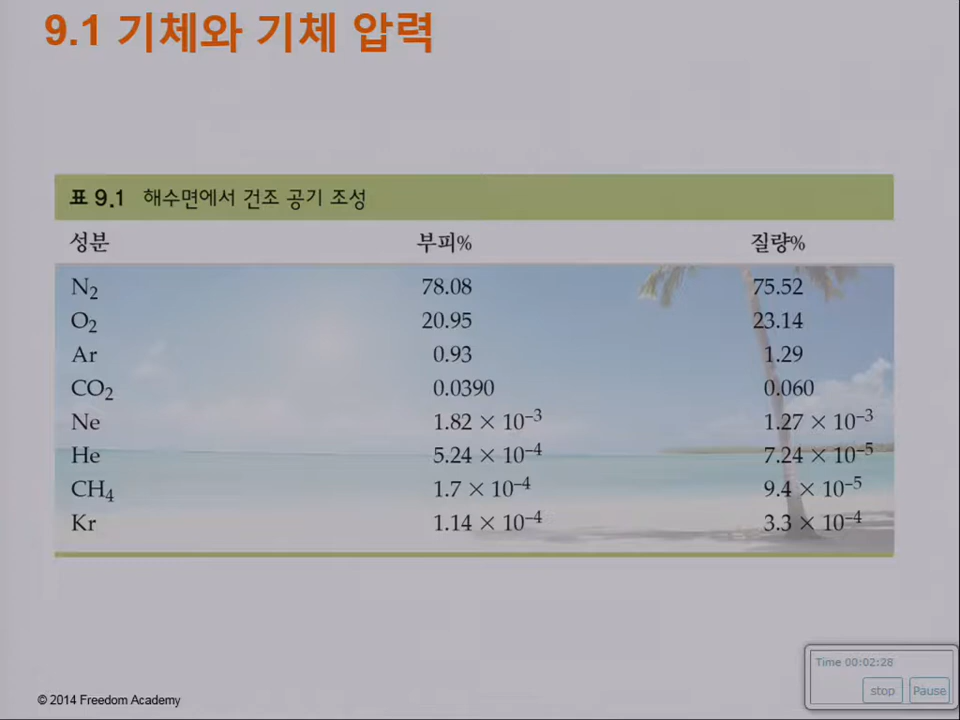 9.1 기체와 기체 압력
표 9.1 해수면에서 건조 공기 조성
성분 부피% 질량%
N₂ 78.08 75.52
O₂ 20.95 23.14
Ar 0.93 1.29
CO₂ 0.0390 0.060
Ne 1.82 × 10⁻³ 1.27 × 10⁻³
He 5.24 × 10⁻⁴ 7.24 × 10⁻⁵
CH₄ 1.7 × 10⁻⁴ 9.4 × 10⁻⁵
Kr 1.14 × 10⁻⁴ 3.3 × 10⁻⁴
Time 00:02:28
stop Pause
© 2014 Freedom Academy